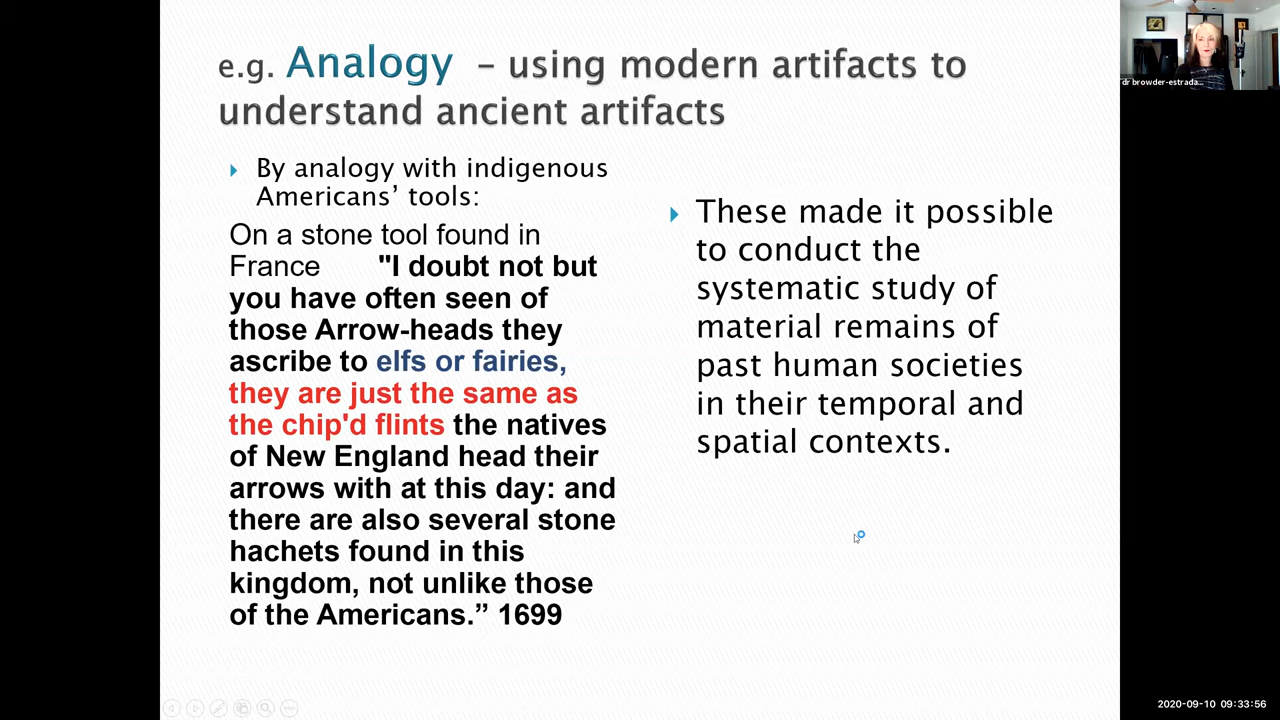 e.g. Analogy – using modern artifacts to
understand ancient artifacts
By analogy with indigenous
Americans’ tools:
On a stone tool found in
France "I doubt not but
you have often seen of
those Arrow-heads they
ascribe to elfs or fairies,
they are just the same as
the chip'd flints the natives
of New England head their
arrows with at this day: and
there are also several stone
hachets found in this
kingdom, not unlike those
of the Americans.” 1699
These made it possible
to conduct the
systematic study of
material remains of
past human societies
in their temporal and
spatial contexts.
dr browder-estrada...
2020-09-10 09:33:56